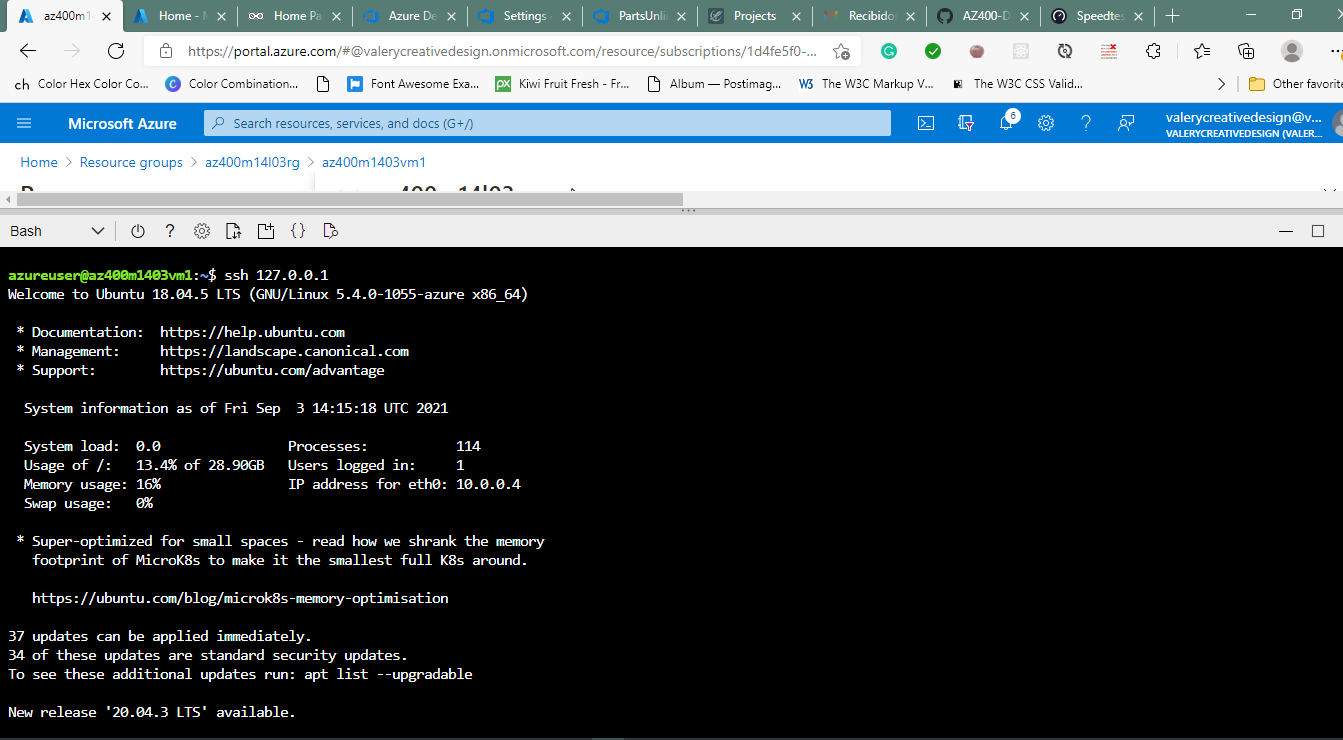 az400m1
Home - M
Home Pa
Azure De
Settings
PartsUnli
Projects
Recibidos
AZ400-D
Speedtes
https://portal.azure.com/#@valerycreativedesign.onmicrosoft.com/resource/subscriptions/1d4fe5f0-...
ch Color Hex Color Co...
C Color Combination...
Font Awesome Exa...
px Kiwi Fruit Fresh - Fr...
Album — Postimag...
W3 The W3C Markup V...
The W3C CSS Valid...
Other favorite
Microsoft Azure
Search resources, services, and docs (G+/)
6
valerycreativedesign@v...
VALERYCREATIVEDESIGN (VALER...
Home > Resource groups > az400m14l03rg > az400m1403vm1
Bash
azureuser@az400m1403vm1:~$ ssh 127.0.0.1
Welcome to Ubuntu 18.04.5 LTS (GNU/Linux 5.4.0-1055-azure x86_64)
* Documentation: https://help.ubuntu.com
* Management: https://landscape.canonical.com
* Support: https://ubuntu.com/advantage
System information as of Fri Sep 3 14:15:18 UTC 2021
System load: 0.0 Processes: 114
Usage of /: 13.4% of 28.90GB Users logged in: 1
Memory usage: 16% IP address for eth0: 10.0.0.4
Swap usage: 0%
* Super-optimized for small spaces - read how we shrank the memory
footprint of MicroK8s to make it the smallest full K8s around.
https://ubuntu.com/blog/microk8s-memory-optimisation
37 updates can be applied immediately.
34 of these updates are standard security updates.
To see these additional updates run: apt list --upgradable
New release '20.04.3 LTS' available.